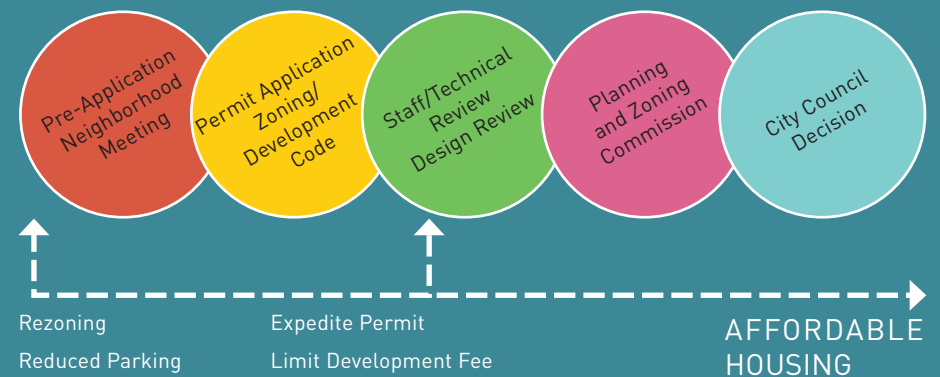 Pre-Application
Neighborhood
Meeting
Permit Application
Zoning/
Development
Code
Staff/Technical
Review
Design Review
Planning
and Zoning
Commission
City Council
Decision
Rezoning
Reduced Parking
Expedite Permit
Limit Development Fee
AFFORDABLE
HOUSING